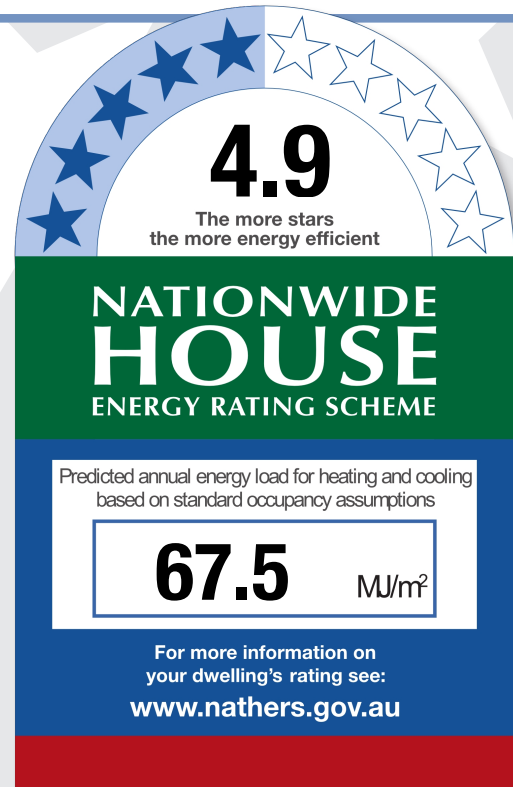 4.9
The more stars
the more energy efficient
NATIONWIDE
HOUSE
ENERGY RATING SCHEME
Predicted annual energy load for heating and cooling
based on standard occupancy assumptions
67.5 MJ/m²
For more information on
your dwelling's rating see:
www.nathers.gov.au